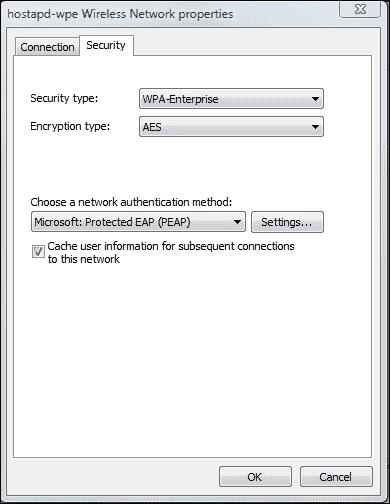 hostapd-wpe Wireless Network properties
Connection
Security
Security type:
WPA-Enterprise
Encryption type:
AES
Choose a network authentication method:
Microsoft: Protected EAP (PEAP)
Settings...
Cache user information for subsequent connections
to this network
OK
Cancel